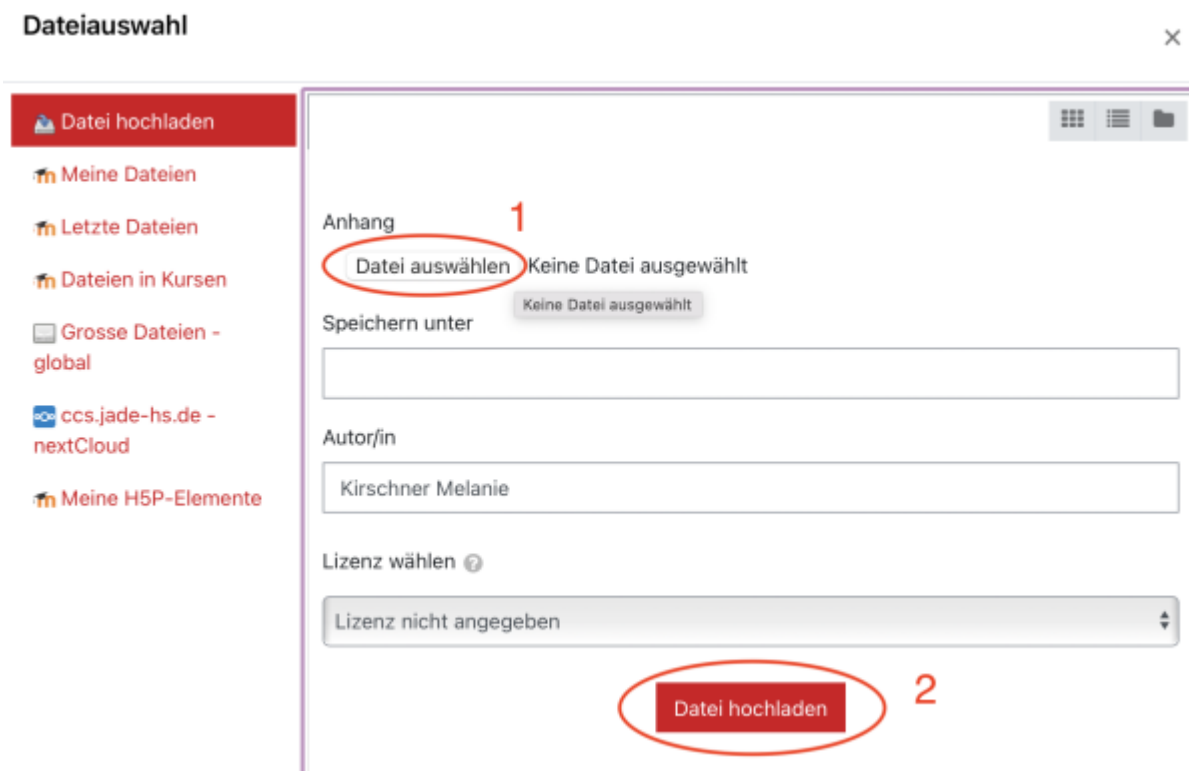 Dateiauswahl
×
Datei hochladen
Meine Dateien
Letzte Dateien
Dateien in Kursen
Grosse Dateien -
global
ccs.jade-hs.de -
nextCloud
Meine H5P-Elemente
Anhang
1
Datei auswählen Keine Datei ausgewählt
Keine Datei ausgewählt
Speichern unter
Autor/in
Kirschner Melanie
Lizenz wählen ?
Lizenz nicht angegeben
Datei hochladen
2